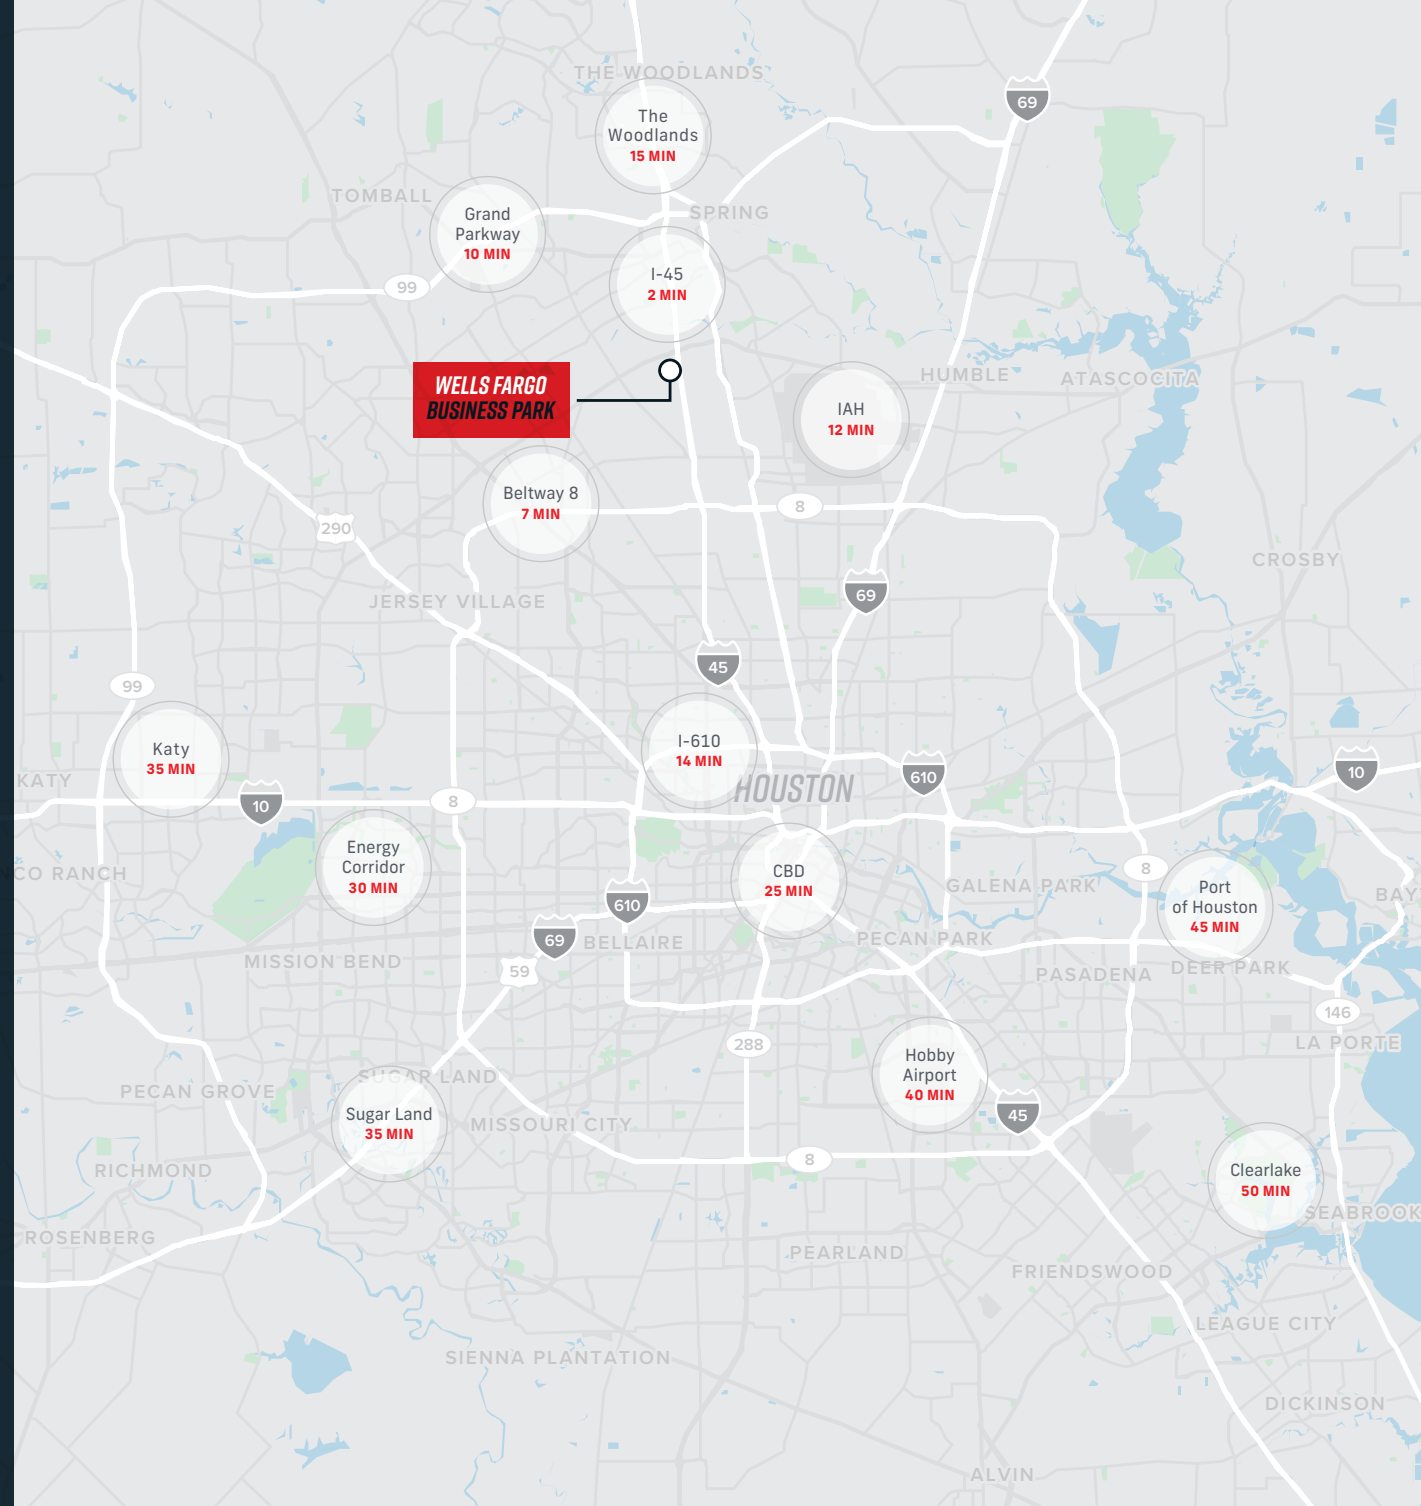 THE WOODLANDS
69
The
Woodlands
15 MIN
TOMBALL
Grand
Parkway
10 MIN
SPRING
99
I-45
2 MIN
WELLS FARGO
BUSINESS PARK
HUMBLE
ATASCOCITA
IAH
12 MIN
Beltway 8
7 MIN
8
290
CROSBY
JERSEY VILLAGE
69
45
99
Katy
35 MIN
I-610
14 MIN
KATY
HOUSTON
610
10
10
8
Energy
Corridor
30 MIN
NCO RANCH
CBD
25 MIN
8
GALENA PARK
Port
of Houston
45 MIN
BAY
610
69
BELLAIRE
PECAN PARK
MISSION BEND
59
PASADENA
DEER PARK
146
288
LA PORTE
Hobby
Airport
40 MIN
SUGAR LAND
PECAN GROVE
Sugar Land
35 MIN
MISSOURI CITY
45
8
RICHMOND
Clearlake
50 MIN
SEABROOK
ROSENBERG
PEARLAND
FRIENDSWOOD
LEAGUE CITY
SIENNA PLANTATION
DICKINSON
ALVIN